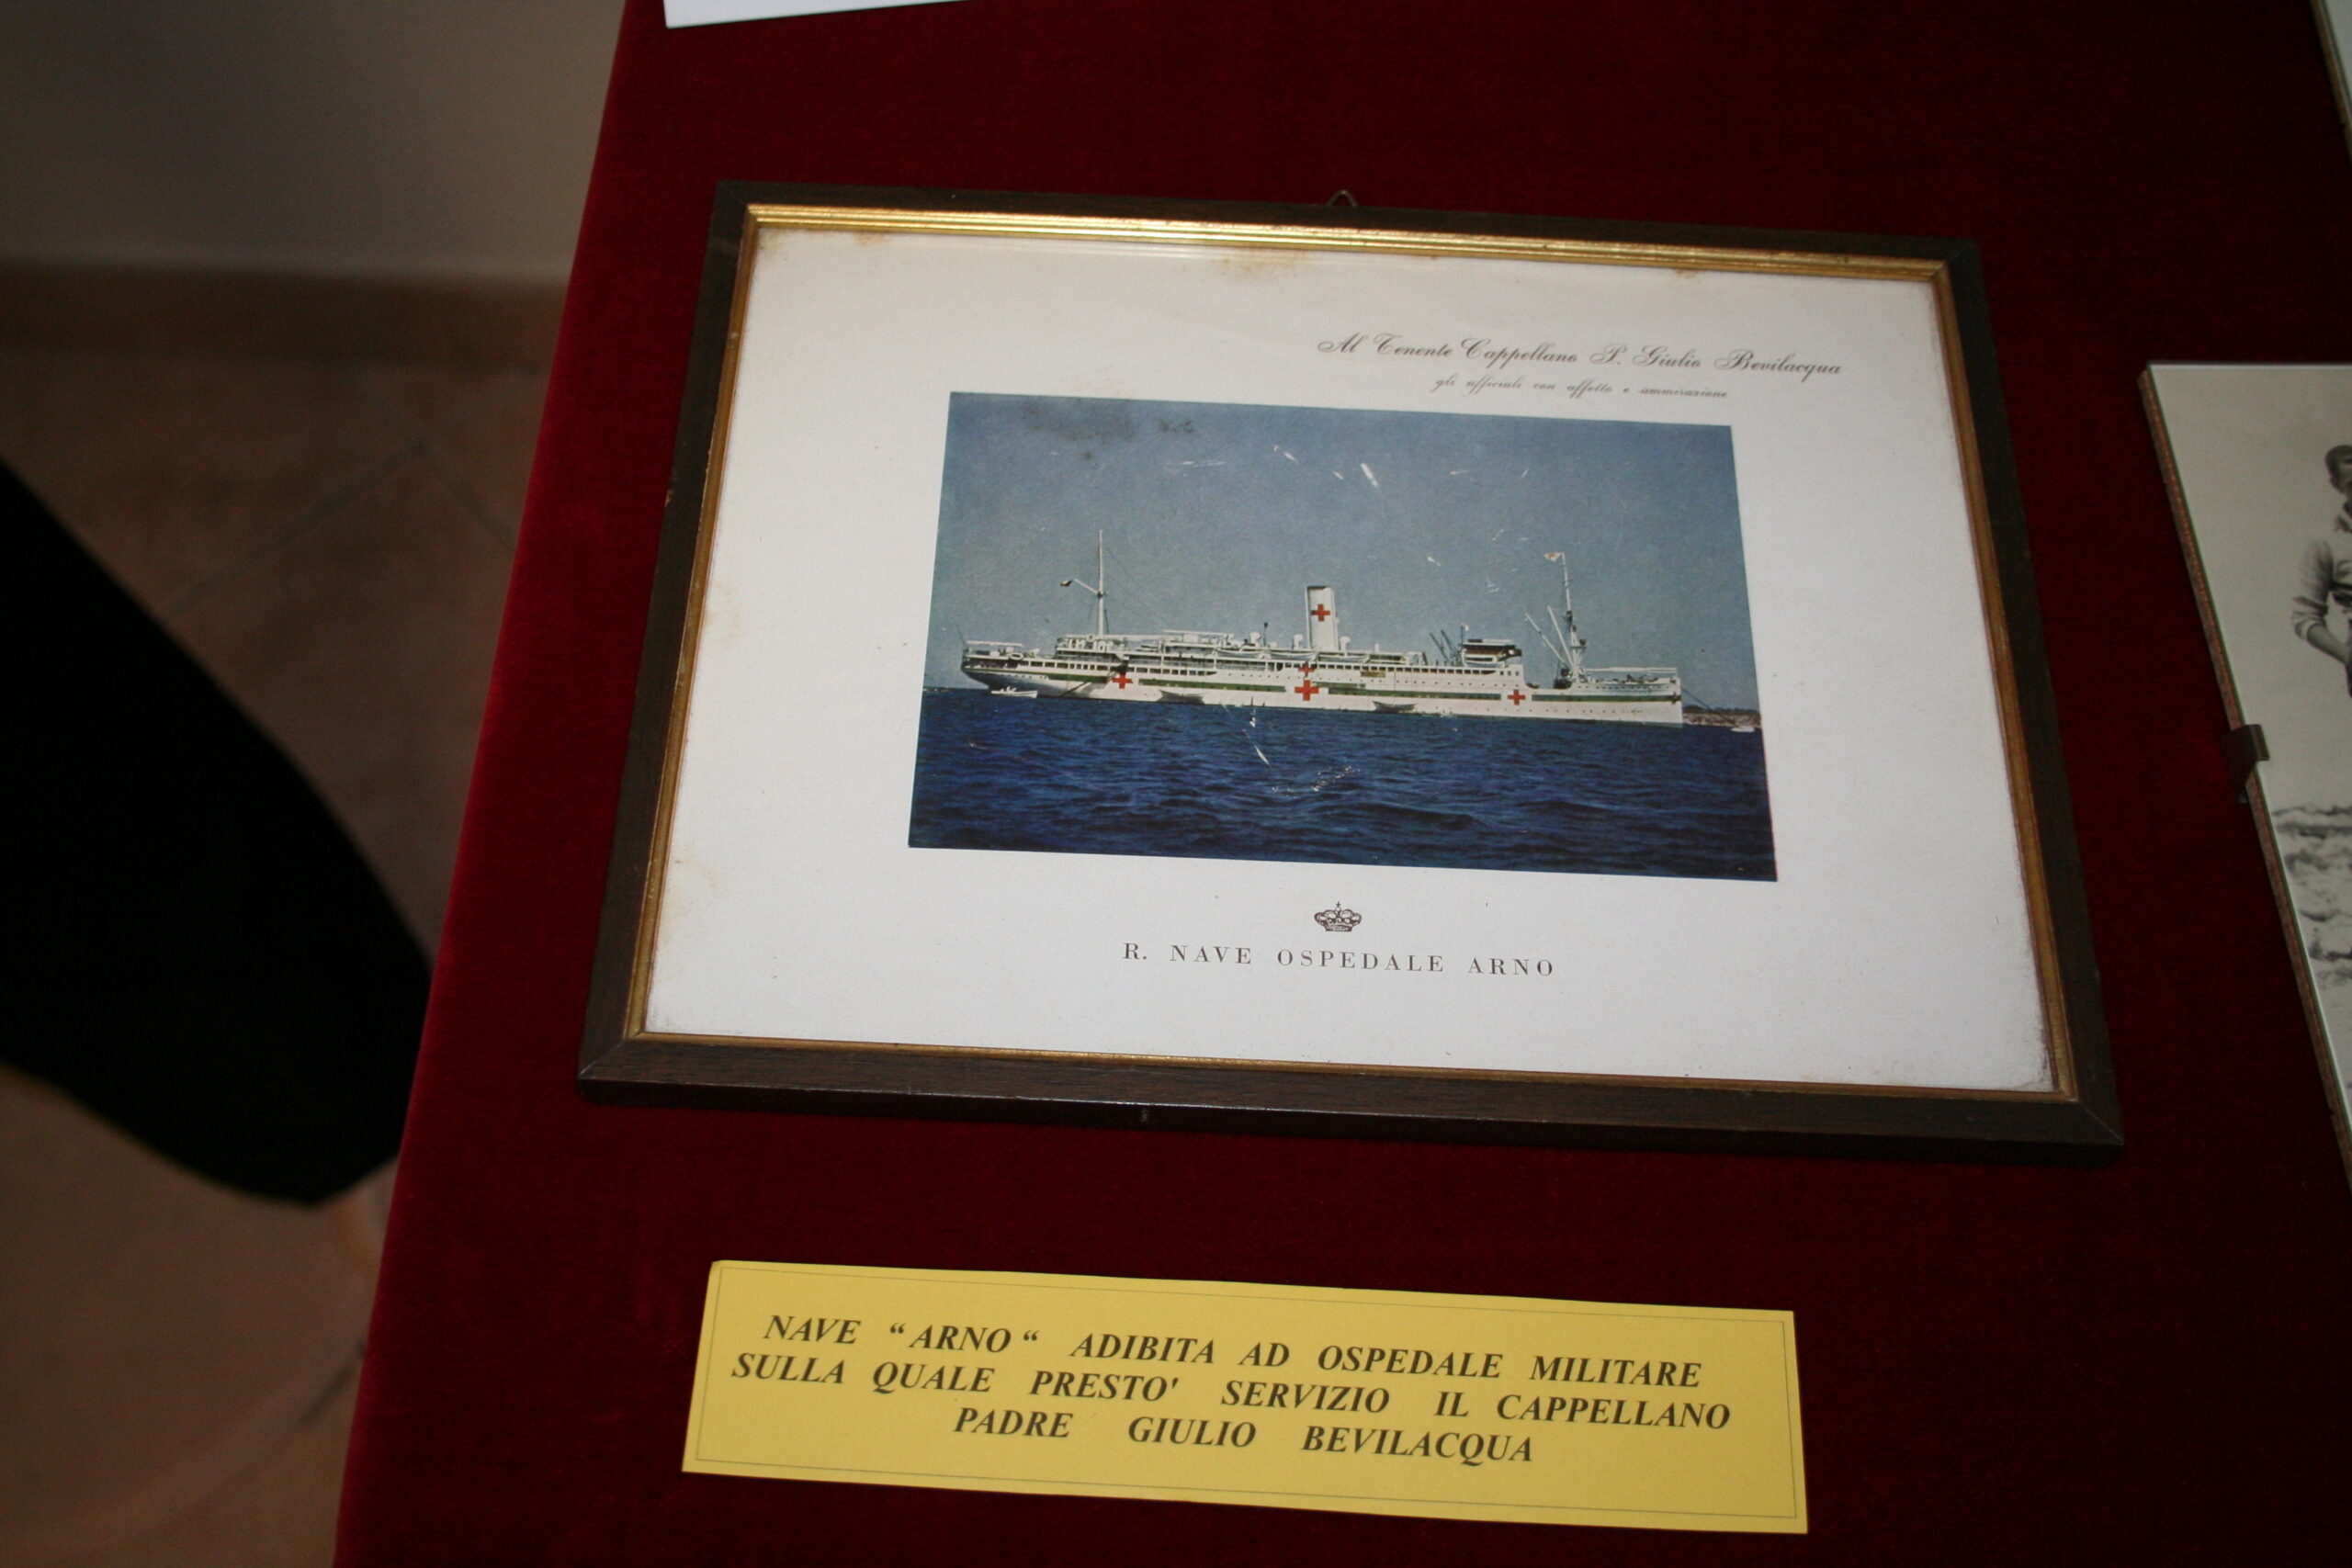 Al Tenente Cappellano P. Giulio Bevilacqua
gli ufficiali con affetto e ammirazione
R. NAVE OSPEDALE ARNO
NAVE “ ARNO “ ADIBITA AD OSPEDALE MILITARE
SULLA QUALE PRESTO' SERVIZIO IL CAPPELLANO
PADRE GIULIO BEVILACQUA